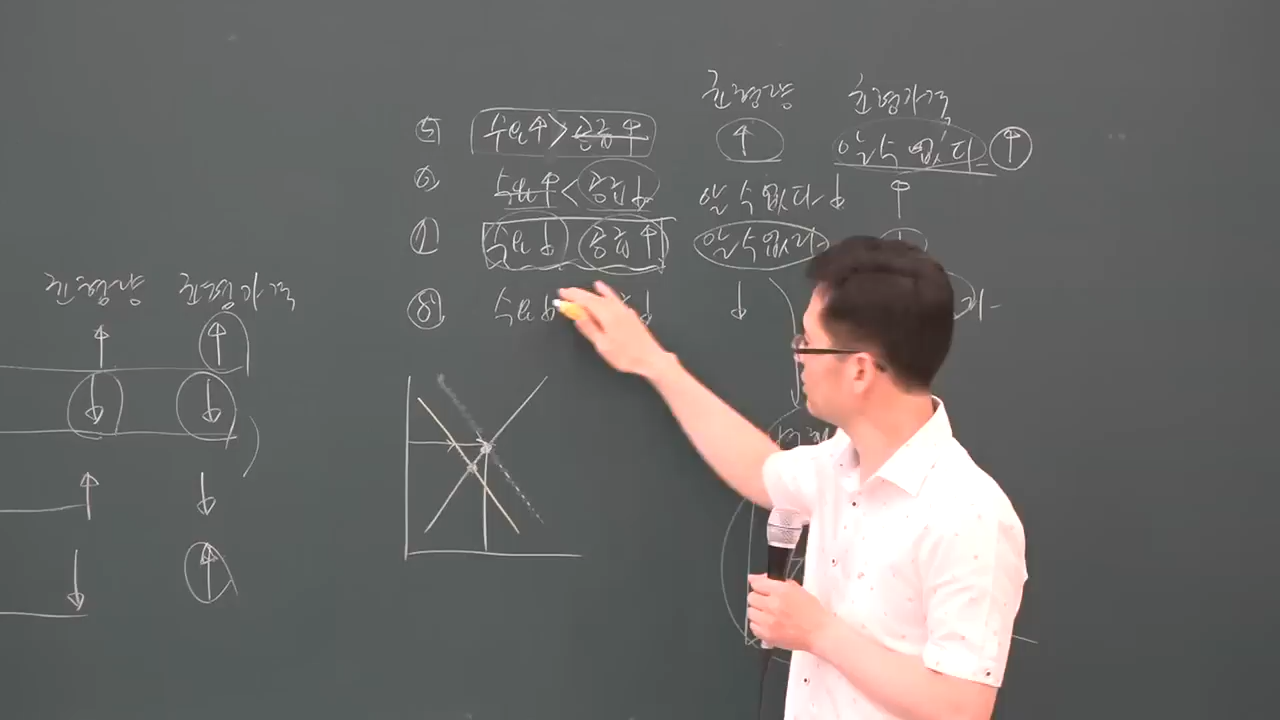 균형량 균형가격
⑤ 수요↑ > 공급↑ ↑ 알 수 없다 ↑
⑥ 수요↑ < 공급↓ 알 수 없다 ↓ ↑
⑦ 수요↓ 공급↑ 알 수 없다
⑧ 수요↓ ↓ ↓
균형량 균형가격
↑ ↑
↓ ↓
↑ ↓
↓ ↑